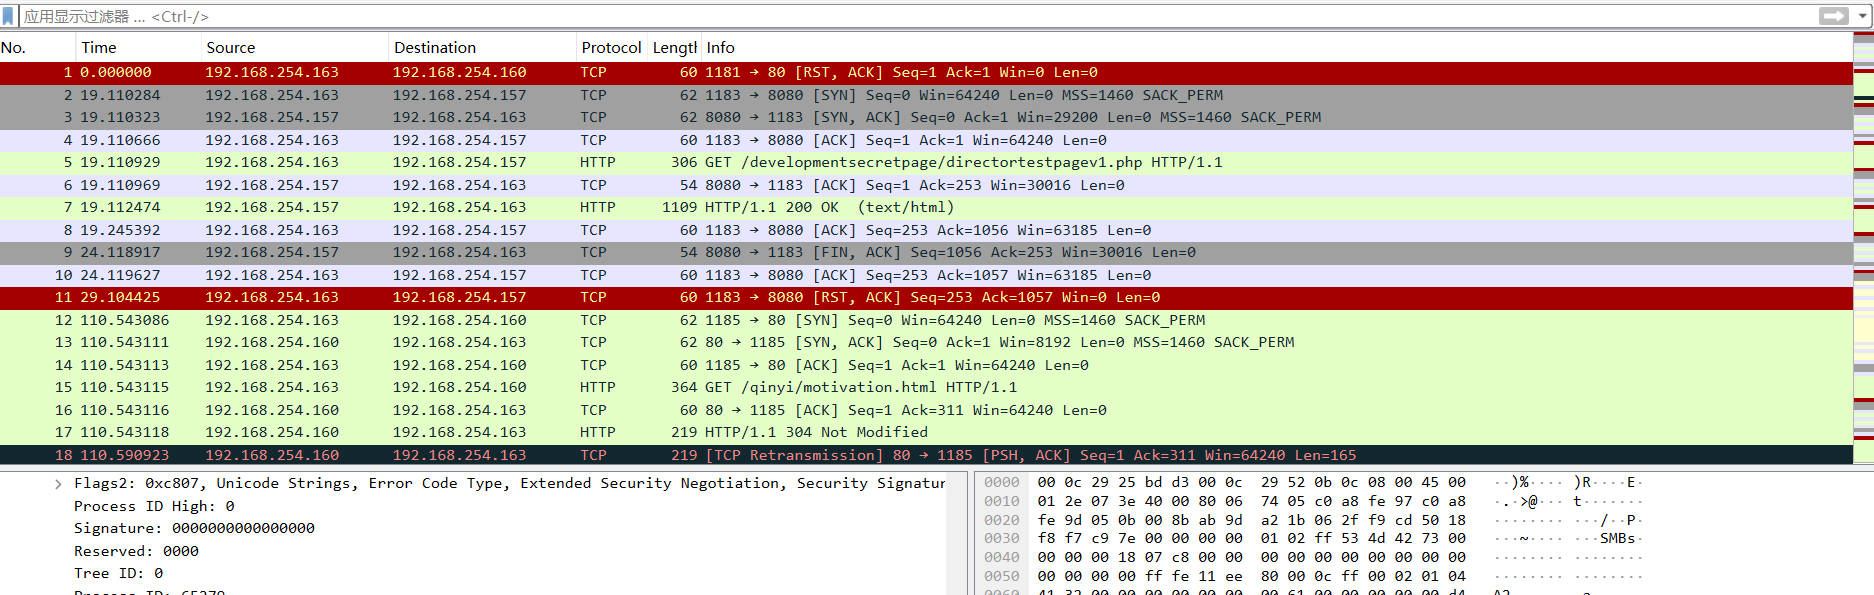 应用显示过滤器 … <Ctrl-/>
No. Time Source Destination Protocol Length Info
1 0.000000 192.168.254.163 192.168.254.160 TCP 60 1181 → 80 [RST, ACK] Seq=1 Ack=1 Win=0 Len=0
2 19.110284 192.168.254.163 192.168.254.157 TCP 62 1183 → 8080 [SYN] Seq=0 Win=64240 Len=0 MSS=1460 SACK_PERM
3 19.110323 192.168.254.157 192.168.254.163 TCP 62 8080 → 1183 [SYN, ACK] Seq=0 Ack=1 Win=29200 Len=0 MSS=1460 SACK_PERM
4 19.110666 192.168.254.163 192.168.254.157 TCP 60 1183 → 8080 [ACK] Seq=1 Ack=1 Win=64240 Len=0
5 19.110929 192.168.254.163 192.168.254.157 HTTP 306 GET /developmentsecretpage/directortestpagev1.php HTTP/1.1
6 19.110969 192.168.254.157 192.168.254.163 TCP 54 8080 → 1183 [ACK] Seq=1 Ack=253 Win=30016 Len=0
7 19.112474 192.168.254.157 192.168.254.163 HTTP 1109 HTTP/1.1 200 OK  (text/html)
8 19.245392 192.168.254.163 192.168.254.157 TCP 60 1183 → 8080 [ACK] Seq=253 Ack=1056 Win=63185 Len=0
9 24.118917 192.168.254.157 192.168.254.163 TCP 54 8080 → 1183 [FIN, ACK] Seq=1056 Ack=253 Win=30016 Len=0
10 24.119627 192.168.254.163 192.168.254.157 TCP 60 1183 → 8080 [ACK] Seq=253 Ack=1057 Win=63185 Len=0
11 29.104425 192.168.254.163 192.168.254.157 TCP 60 1183 → 8080 [RST, ACK] Seq=253 Ack=1057 Win=0 Len=0
12 110.543086 192.168.254.163 192.168.254.160 TCP 62 1185 → 80 [SYN] Seq=0 Win=64240 Len=0 MSS=1460 SACK_PERM
13 110.543111 192.168.254.160 192.168.254.163 TCP 62 80 → 1185 [SYN, ACK] Seq=0 Ack=1 Win=8192 Len=0 MSS=1460 SACK_PERM
14 110.543113 192.168.254.163 192.168.254.160 TCP 60 1185 → 80 [ACK] Seq=1 Ack=1 Win=64240 Len=0
15 110.543115 192.168.254.163 192.168.254.160 HTTP 364 GET /qinyi/motivation.html HTTP/1.1
16 110.543116 192.168.254.160 192.168.254.163 TCP 60 80 → 1185 [ACK] Seq=1 Ack=311 Win=64240 Len=0
17 110.543118 192.168.254.160 192.168.254.163 HTTP 219 HTTP/1.1 304 Not Modified
18 110.590923 192.168.254.160 192.168.254.163 TCP 219 [TCP Retransmission] 80 → 1185 [PSH, ACK] Seq=1 Ack=311 Win=64240 Len=165
Flags2: 0xc807, Unicode Strings, Error Code Type, Extended Security Negotiation, Security Signatur
Process ID High: 0
Signature: 0000000000000000
Reserved: 0000
Tree ID: 0
Process ID: 65279
0000 00 0c 29 25 bd d3 00 0c 29 52 0b 0c 08 00 45 00 ··)%···· )R····E·
0010 01 2e 07 3e 40 00 80 06 74 05 c0 a8 fe 97 c0 a8 ·.·>@··· t·······
0020 fe 9d 05 0b 00 8b ab 9d a2 1b 06 2f f9 cd 50 18 ········ ···/··P·
0030 f8 f7 c9 7e 00 00 00 00 01 02 ff 53 4d 42 73 00 ···~···· ···SMBs·
0040 00 00 00 18 07 c8 00 00 00 00 00 00 00 00 00 00 ········ ········
0050 00 00 00 00 ff fe 11 ee 80 00 0c ff 00 02 01 04 ········ ········
0060 41 32 00 00 00 00 00 00 00 61 00 00 00 00 00 d4 A2······ ·a······